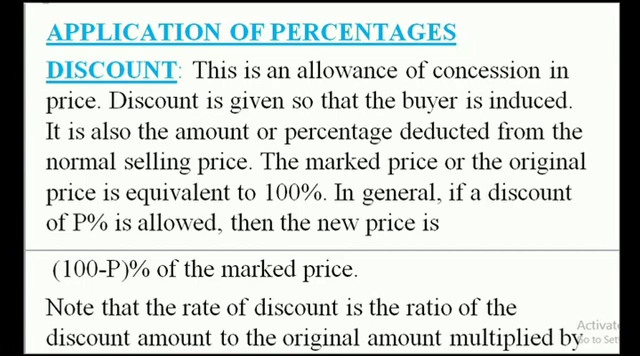 APPLICATION OF PERCENTAGES
DISCOUNT: This is an allowance of concession in
price. Discount is given so that the buyer is induced.
It is also the amount or percentage deducted from the
normal selling price. The marked price or the original
price is equivalent to 100%. In general, if a discount
of P% is allowed, then the new price is
(100-P)% of the marked price.
Note that the rate of discount is the ratio of the
discount amount to the original amount multiplied by